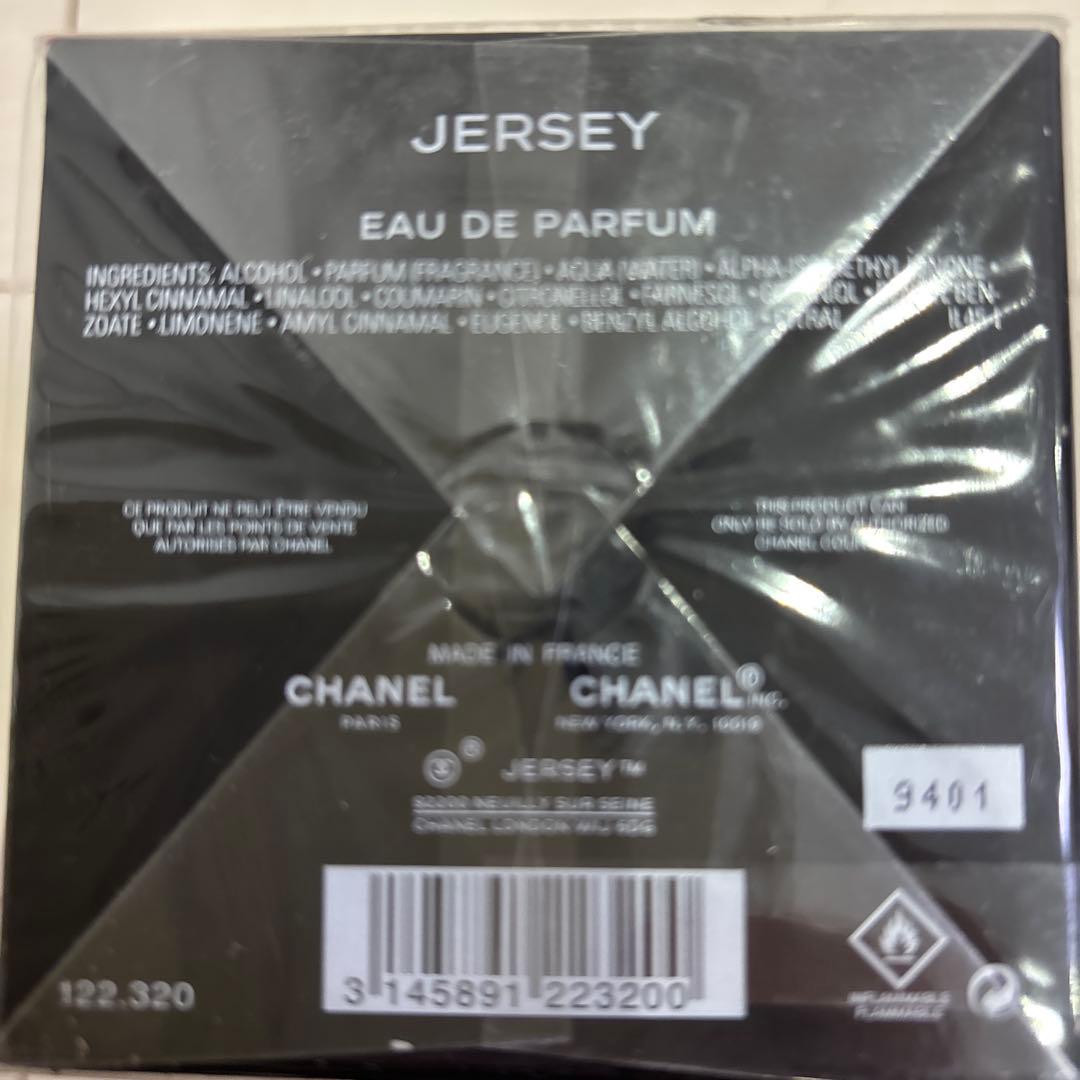 JERSEY
EAU DE PARFUM
INGREDIENTS: ALCOHOL • PARFUM (FRAGRANCE) • AQUA (WATER) •
HEXYL CINNAMAL • LINALOOL • COUMARIN • CITRONELLOL • FARNESOL • BEN-
ZOATE • LIMONENE • AMYL CINNAMAL • EUGENOL • BENZYL ALCOHOL • CITRAL
CE PRODUIT NE PEUT ÊTRE VENDU
QUE PAR LES POINTS DE VENTE
AUTORISÉS PAR CHANEL
THIS PRODUCT CAN
ONLY BE SOLD BY AUTHORIZED
CHANEL
MADE IN FRANCE
CHANEL
PARIS
CHANEL INC.
NEW YORK, N.Y. 10019
® JERSEY™
92200 NEUILLY SUR SEINE
CHANEL LONDON
9401
3 145891 223200
122.320
INFLAMMABLE
FLAMMABLE